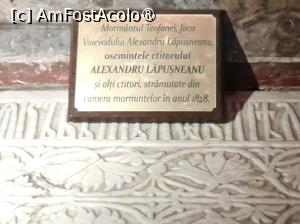 [c] AmFostAcolo®
Mormântul Teofanei, fiica
Voievodului Alexandru Lăpușneanu,
osemintele ctitorului
ALEXANDRU LĂPUȘNEANU
și alți ctitori, strămutate din
camera mormintelor în anul 1828.